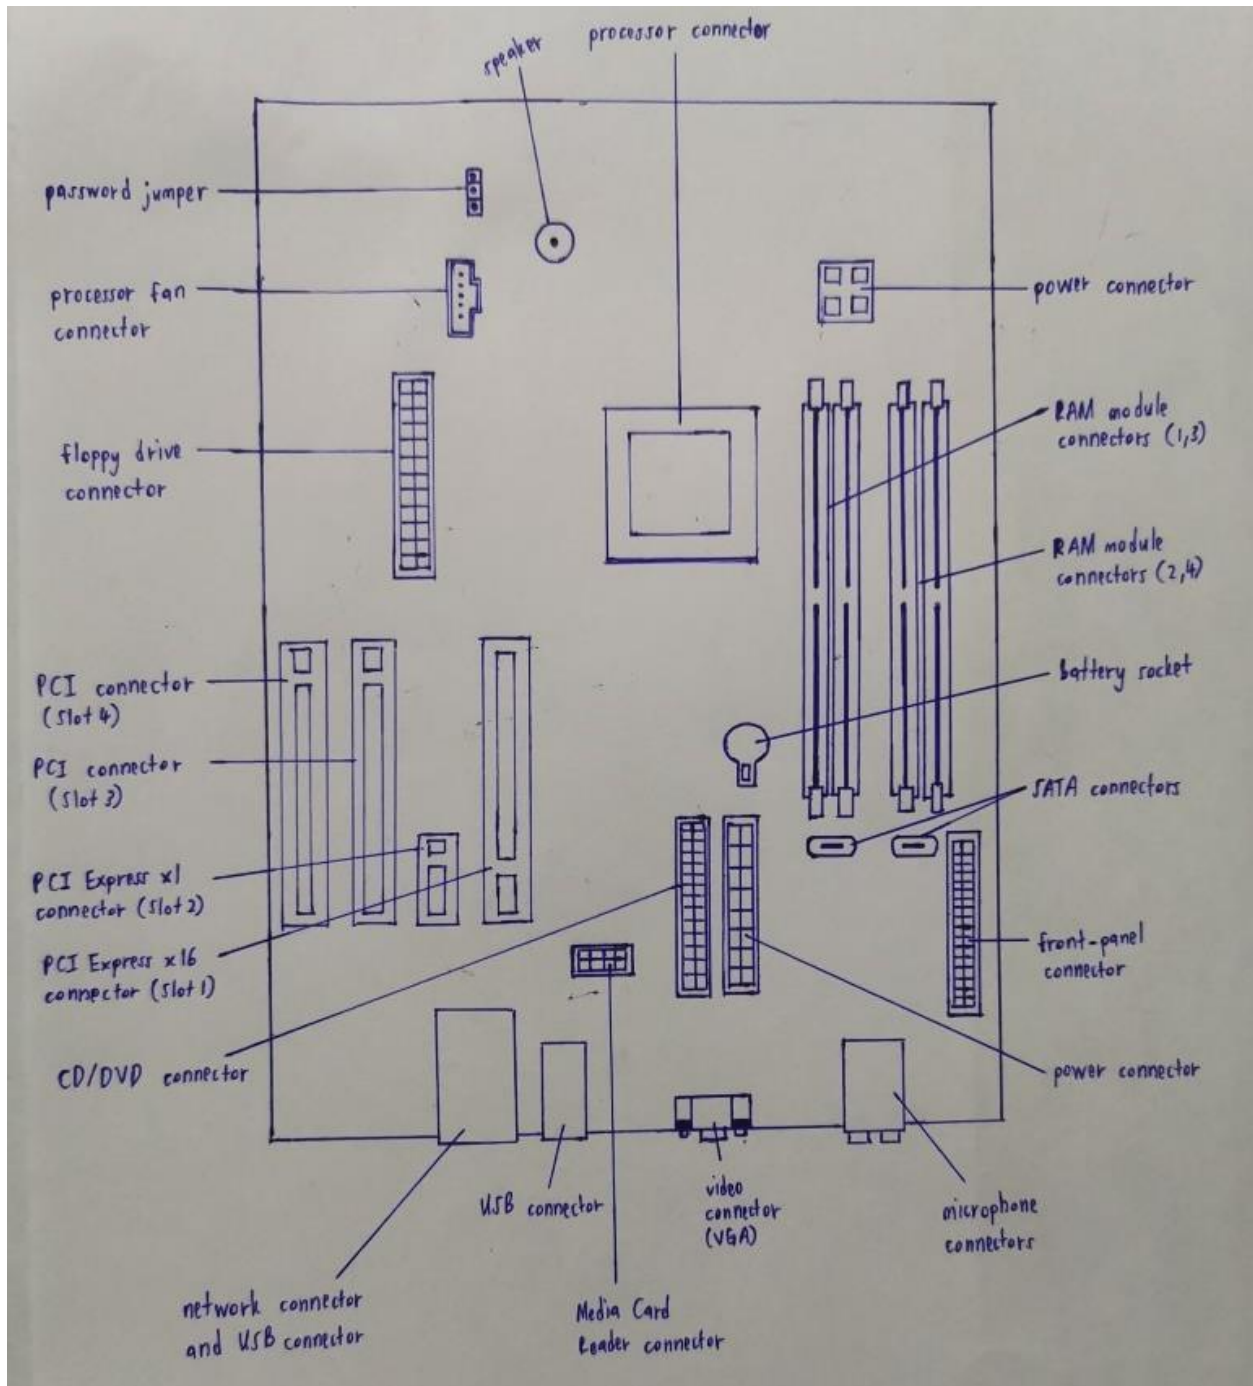 speaker
processor connector
password jumper
processor fan
connector
power connector
floppy drive
connector
RAM module
connectors (1,3)
RAM module
connectors (2,4)
PCI connector
(Slot 4)
battery socket
PCI connector
(Slot 3)
SATA connectors
PCI Express x1
connector (Slot 2)
PCI Express x16
connector (Slot 1)
front-panel
connector
CD/DVD connector
power connector
USB connector
video
connector
(VGA)
microphone
connectors
network connector
and USB connector
Media Card
Reader connector